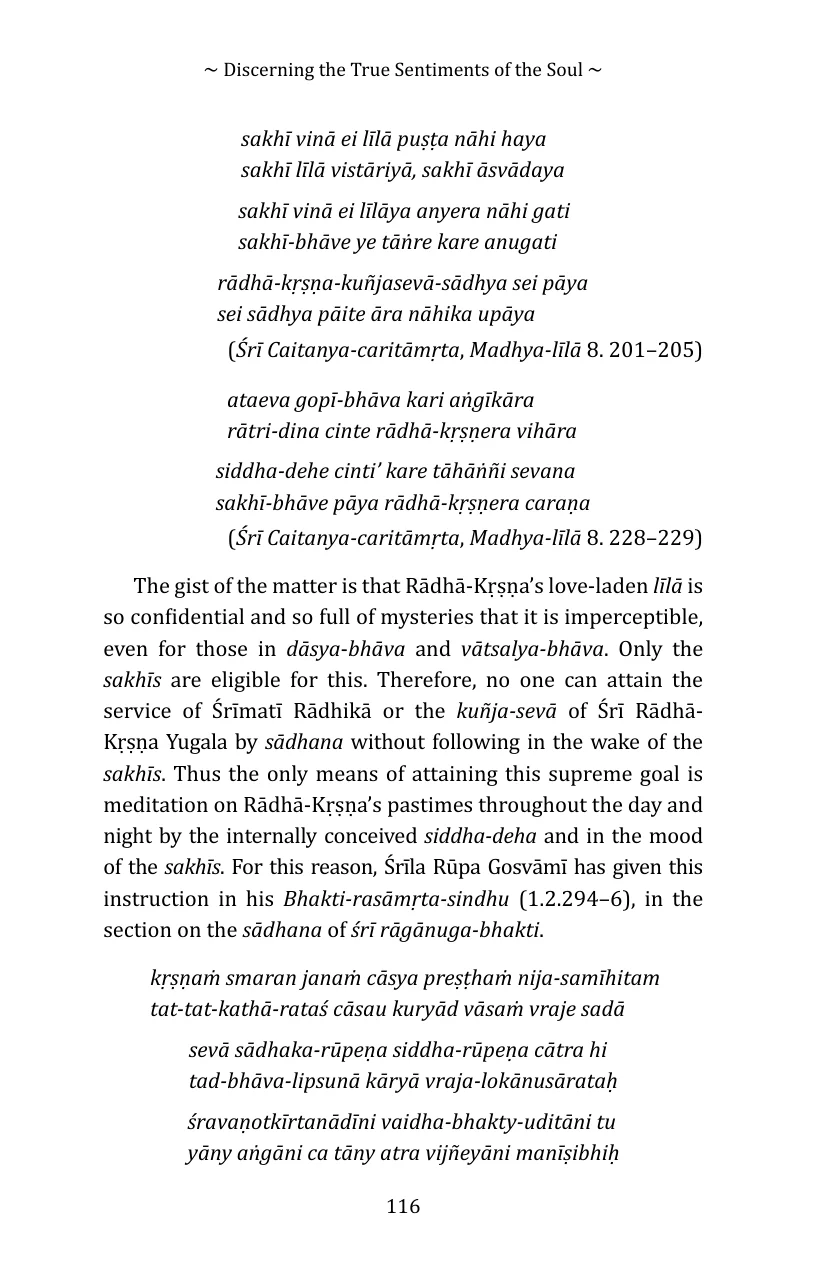 ~ Discerning the True Sentiments of the Soul ~
sakhī vinā ei līlā puṣṭa nāhi haya
sakhī līlā vistāriyā, sakhī āsvādaya
sakhī vinā ei līlāya anyera nāhi gati
sakhī-bhāve ye tāṅre kare anugati
rādhā-kṛṣṇa-kuñjasevā-sādhya sei pāya
sei sādhya pāite āra nāhika upāya
(Śrī Caitanya-caritāmṛta, Madhya-līlā 8. 201–205)
ataeva gopī-bhāva kari aṅgīkāra
rātri-dina cinte rādhā-kṛṣṇera vihāra
siddha-dehe cinti’ kare tāhāṅñi sevana
sakhī-bhāve pāya rādhā-kṛṣṇera caraṇa
(Śrī Caitanya-caritāmṛta, Madhya-līlā 8. 228–229)
The gist of the matter is that Rādhā-Kṛṣṇa’s love-laden līlā is
so confidential and so full of mysteries that it is imperceptible,
even for those in dāsya-bhāva and vātsalya-bhāva. Only the
sakhīs are eligible for this. Therefore, no one can attain the
service of Śrīmatī Rādhikā or the kuñja-sevā of Śrī Rādhā-
Kṛṣṇa Yugala by sādhana without following in the wake of the
sakhīs. Thus the only means of attaining this supreme goal is
meditation on Rādhā-Kṛṣṇa’s pastimes throughout the day and
night by the internally conceived siddha-deha and in the mood
of the sakhīs. For this reason, Śrīla Rūpa Gosvāmī has given this
instruction in his Bhakti-rasāmṛta-sindhu (1.2.294–6), in the
section on the sādhana of śrī rāgānuga-bhakti.
kṛṣṇaṁ smaran janaṁ cāsya preṣṭhaṁ nija-samīhitam
tat-tat-kathā-rataś cāsau kuryād vāsaṁ vraje sadā
sevā sādhaka-rūpeṇa siddha-rūpeṇa cātra hi
tad-bhāva-lipsunā kāryā vraja-lokānusārataḥ
śravaṇotkīrtanādīni vaidha-bhakty-uditāni tu
yāny aṅgāni ca tāny atra vijñeyāni manīṣibhiḥ
116